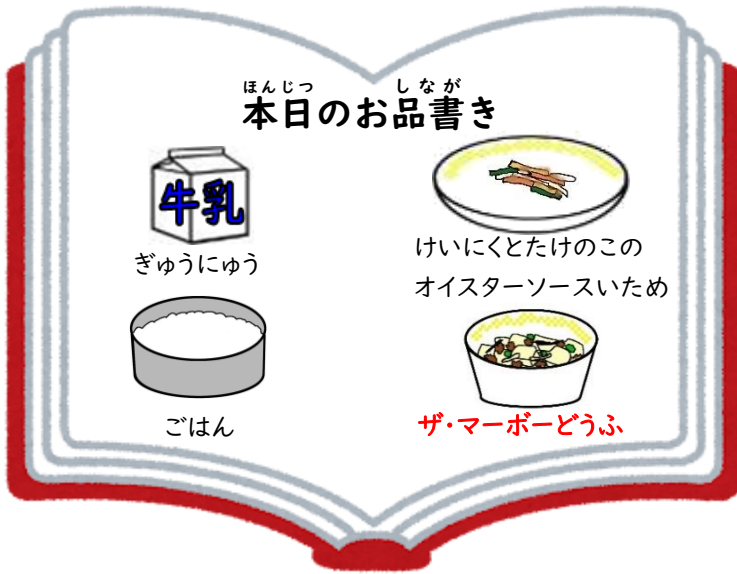 ほんじつ しなが
本日のお品書き
牛乳
ぎゅうにゅう
けいにくとたけのこの
オイスターソースいため
ごはん
ザ・マーボーどうふ